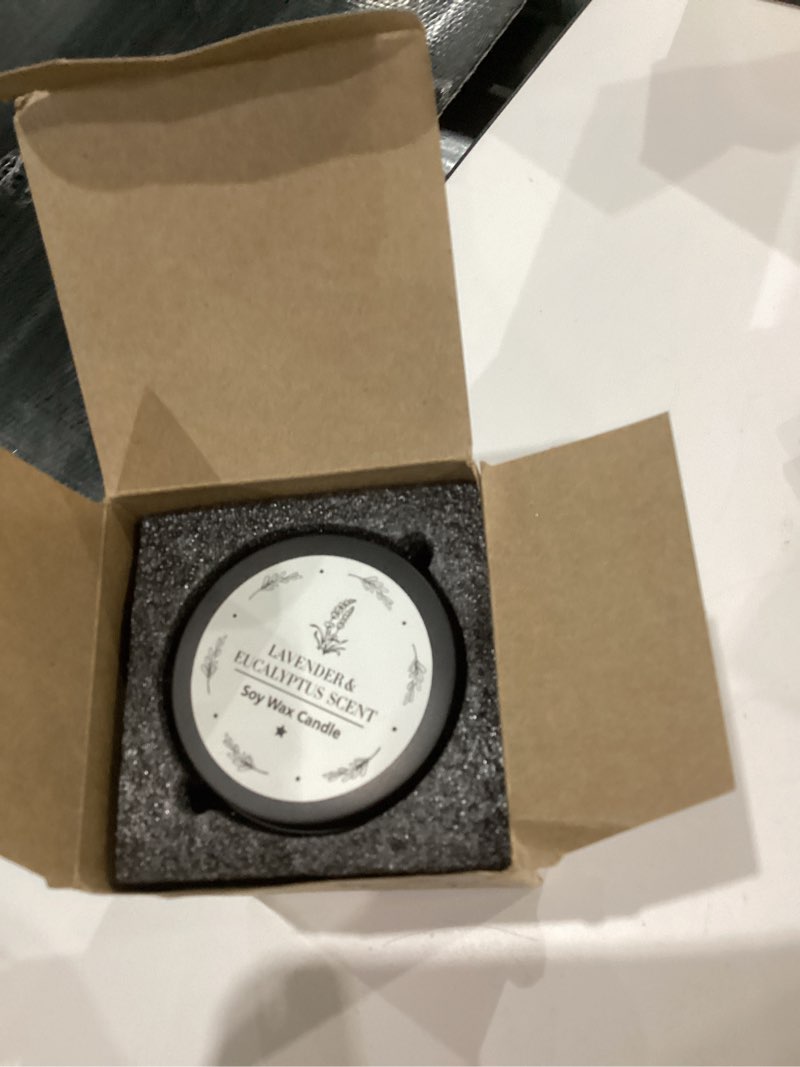 LAVENDER &
EUCALYPTUS SCENT
Soy Wax Candle